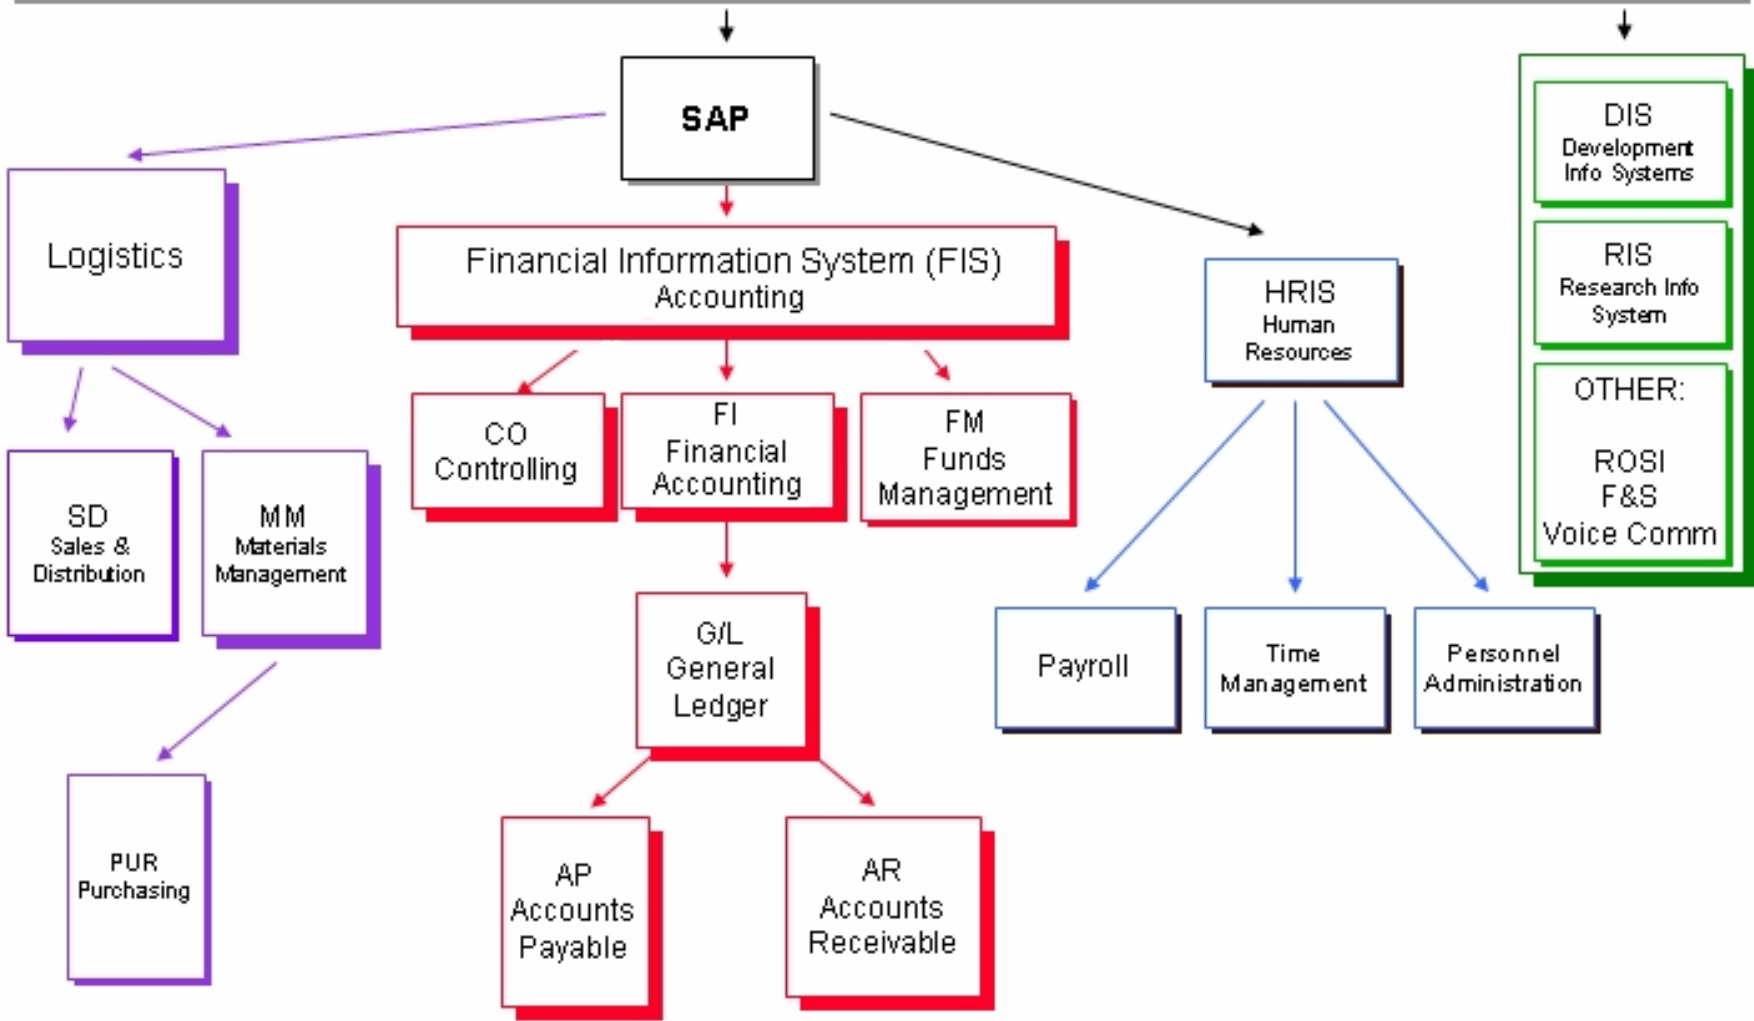 SAP
Logistics
SD
Sales &
Distribution
MM
Materials
Management
PUR
Purchasing
Financial Information System (FIS)
Accounting
CO
Controlling
FI
Financial
Accounting
FM
Funds
Management
G/L
General
Ledger
AP
Accounts
Payable
AR
Accounts
Receivable
HRIS
Human
Resources
Payroll
Time
Management
Personnel
Administration
DIS
Development
Info Systems
RIS
Research Info
System
OTHER:
ROSI
F&S
Voice Comm